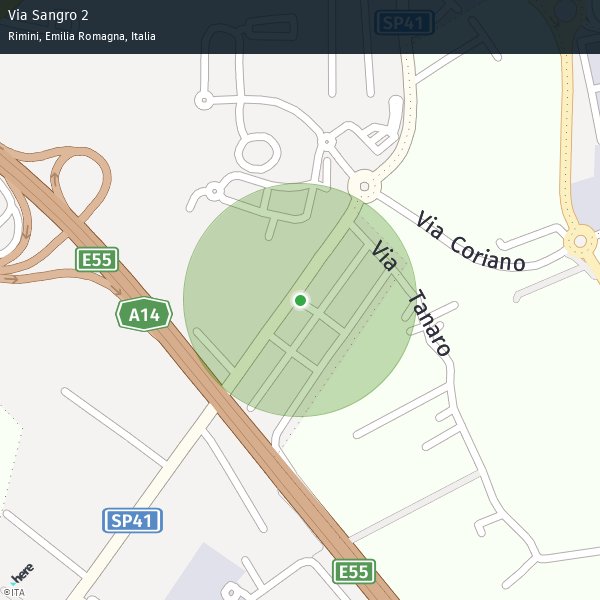 Via Sangro 2
Rimini, Emilia Romagna, Italia
SP41
Via Coriano
Via Tanaro
E55
A14
SP41
E55
here
©ITA